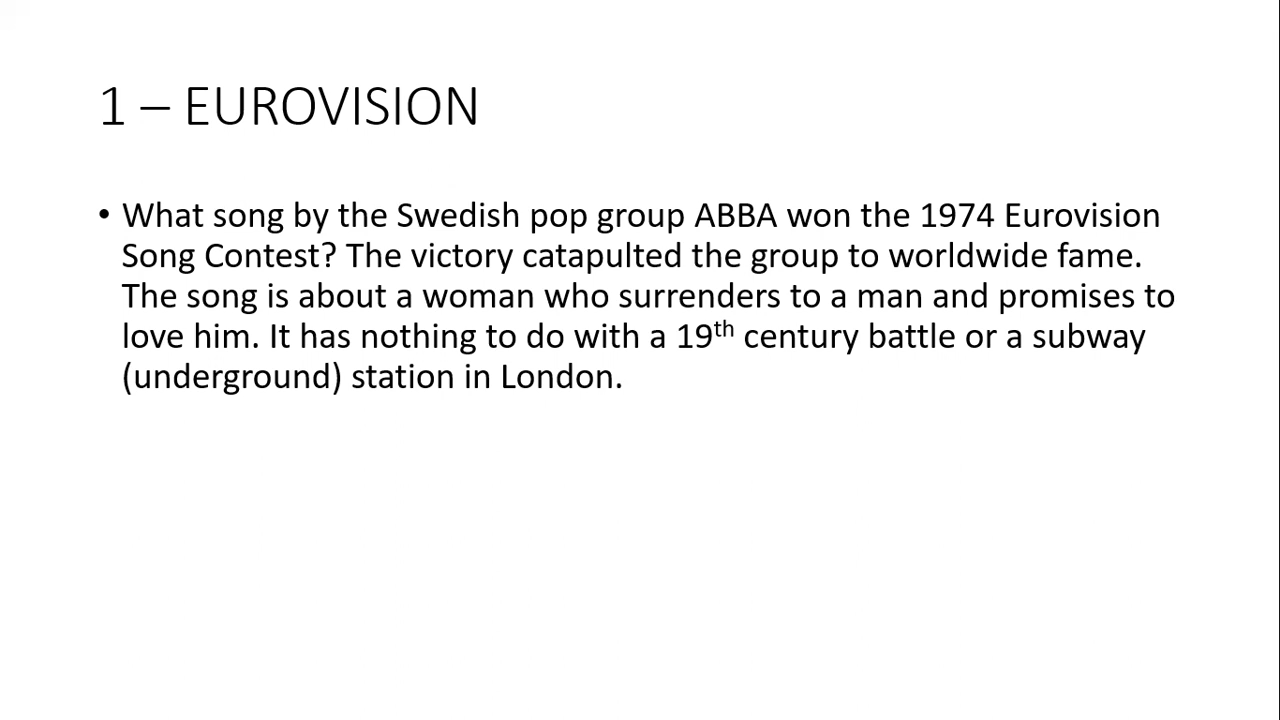 1 – EUROVISION
• What song by the Swedish pop group ABBA won the 1974 Eurovision
Song Contest? The victory catapulted the group to worldwide fame.
The song is about a woman who surrenders to a man and promises to
love him. It has nothing to do with a 19th century battle or a subway
(underground) station in London.